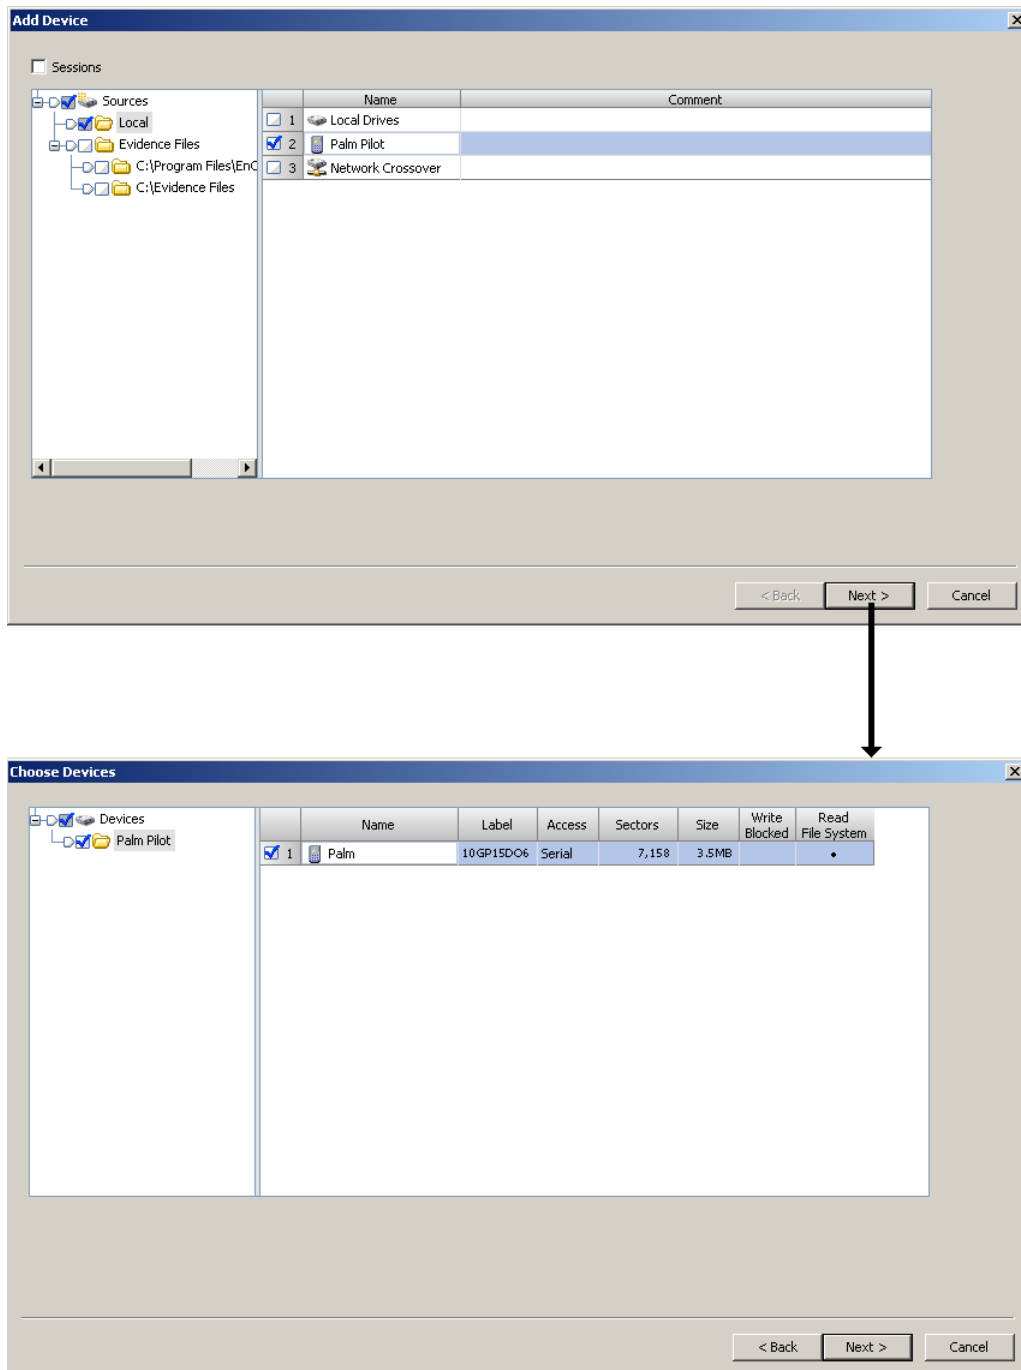 Add Device
Sessions
Sources
Local
Evidence Files
C:\Program Files\EnC
C:\Evidence Files
Name Comment
1 Local Drives
2 Palm Pilot
3 Network Crossover
< Back Next > Cancel
Choose Devices
Devices
Palm Pilot
Name Label Access Sectors Size Write Blocked Read File System
1 Palm 10GP15DO6 Serial 7,158 3.5MB •
< Back Next > Cancel